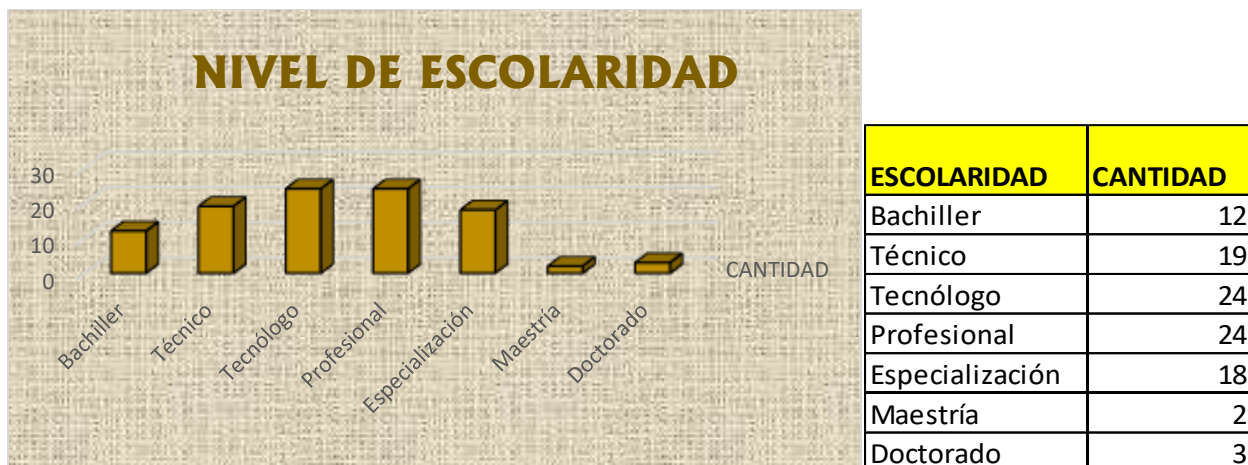 NIVEL DE ESCOLARIDAD
30
20
10
0
CANTIDAD
Bachiller
Técnico
Tecnólogo
Profesional
Especialización
Maestría
Doctorado
ESCOLARIDAD CANTIDAD
Bachiller 12
Técnico 19
Tecnólogo 24
Profesional 24
Especialización 18
Maestría 2
Doctorado 3